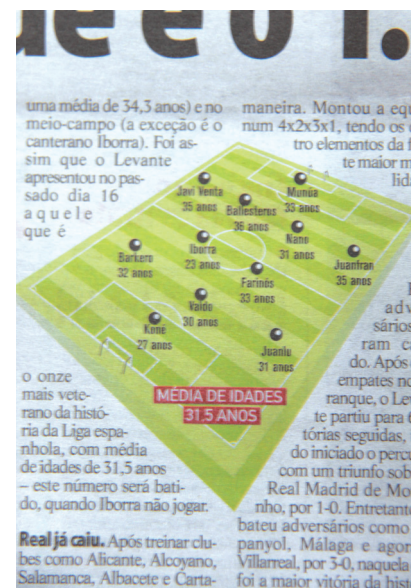 ue é o 1.
uma média de 34,3 anos) e no
meio-campo (a exceção é o
canterano Iborra). Foi as-
sim que o Levante
apresentou no pas-
sado dia 16
aquele
que é
o onze
mais vete-
rano da histó-
ria da Liga espa-
nhola, com média
de idades de 31,5 anos
– este número será bati-
do, quando Iborra não jogar.
Real já caiu. Após treinar clu-
bes como Alicante, Alcoyano,
Salamanca, Albacete e Carta-
Javi Venta
35 anos
Munúa
33 anos
Ballesteros
36 anos
Nano
31 anos
Juanfran
35 anos
Barkero
32 anos
Iborra
23 anos
Farinós
33 anos
Valdo
30 anos
Koné
27 anos
Juanlu
31 anos
MÉDIA DE IDADES
31,5 ANOS
maneira. Montou a equ
num 4x2x3x1, tendo os
tro elementos da
te maior m
lida
adv
sários
ram c
do. Após
empates no
ranque, o Le
te partiu para 6
tórias seguidas,
do iniciado o percu
com um triunfo sob
Real Madrid de Mo
nho, por 1-0. Entretant
bateu adversários como
panyol, Málaga e agor
Villarreal, por 3-0, naquela
foi a maior vitória da his